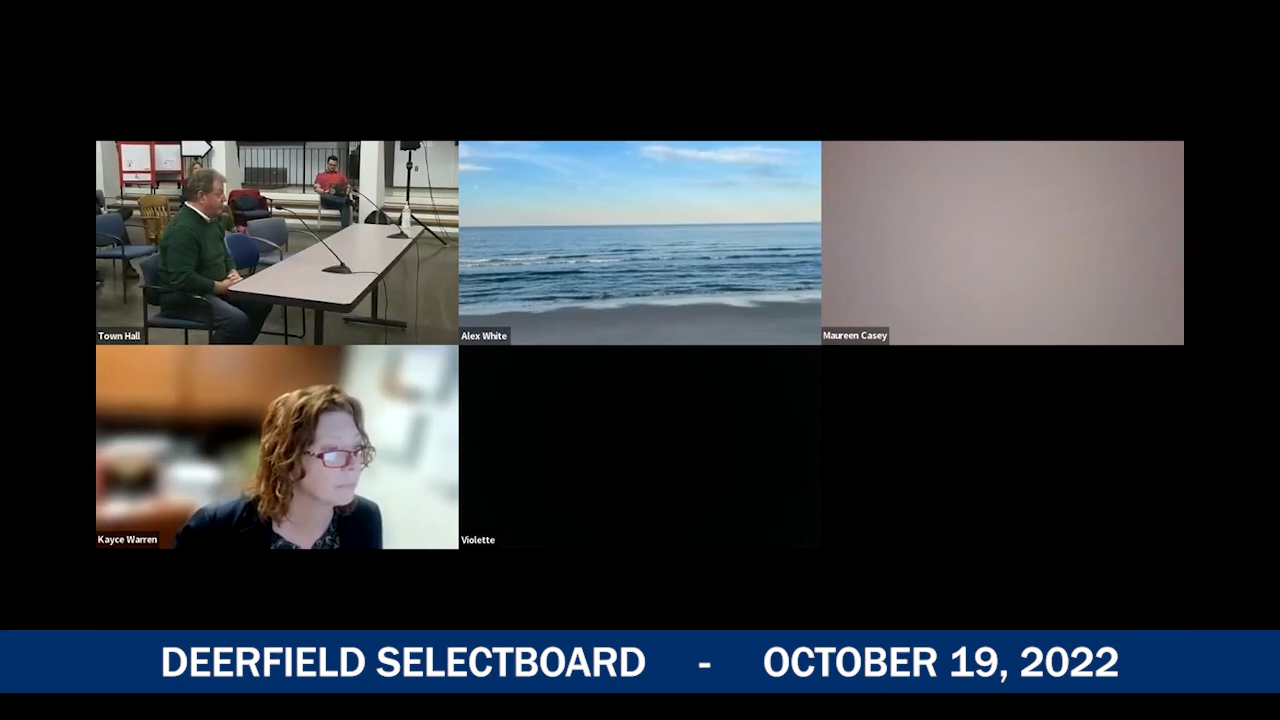 Town Hall
Alex White
Maureen Casey
Kayce Warren
Violette
DEERFIELD SELECTBOARD - OCTOBER 19, 2022